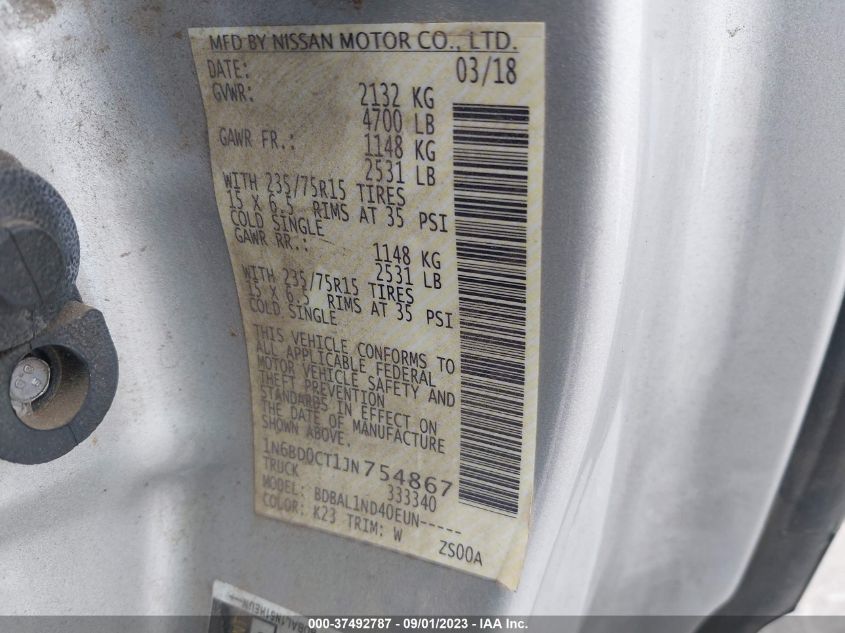 MFD BY NISSAN MOTOR CO., LTD.
DATE: 03/18
GVWR: 2132 KG
4700 LB
GAWR FR.: 1148 KG
2531 LB
WITH 235/75R15 TIRES
15 X 6.5 RIMS AT 35 PSI
COLD SINGLE
GAWR RR.: 1148 KG
2531 LB
WITH 235/75R15 TIRES
15 X 6.5 RIMS AT 35 PSI
COLD SINGLE
THIS VEHICLE CONFORMS TO
ALL APPLICABLE FEDERAL
MOTOR VEHICLE SAFETY AND
THEFT PREVENTION
STANDARDS IN EFFECT ON
THE DATE OF MANUFACTURE
SHOWN ABOVE.
1N6BD0CT1JN754867
TRUCK 333340
MODEL: BDBAL1ND40EUN-----
COLOR: K23 TRIM: W ZS00A
000-37492787 - 09/01/2023 - IAA Inc.